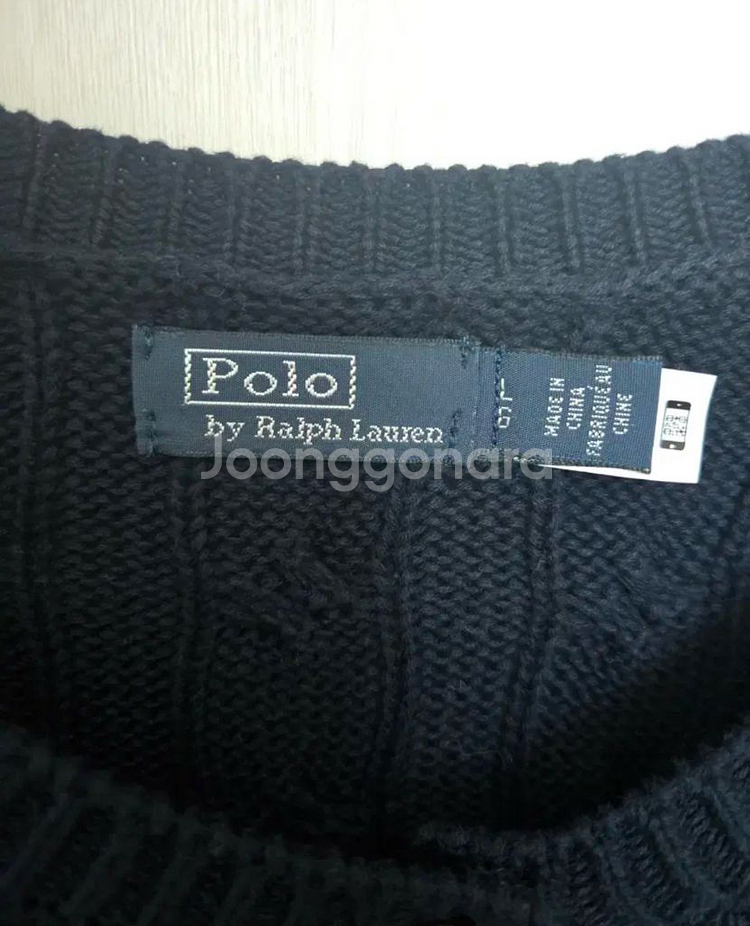 Polo
by Ralph Lauren
MADE IN
CHINA
FABRIQUÉ AU
CHINE
Joonggonara